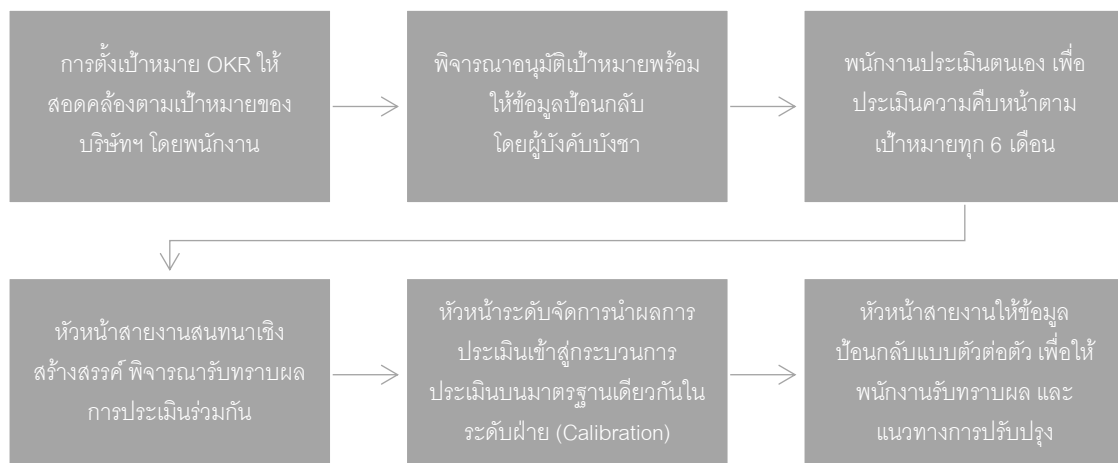 การตั้งเป้าหมาย OKR ให้
สอดคล้องตามเป้าหมายของ
บริษัทฯ โดยพนักงาน
พิจารณาอนุมัติเป้าหมายพร้อม
ให้ข้อมูลป้อนกลับ
โดยผู้บังคับบัญชา
พนักงานประเมินตนเอง เพื่อ
ประเมินความคืบหน้าตาม
เป้าหมายทุก 6 เดือน
หัวหน้าสายงานสนทนาเชิง
สร้างสรรค์ พิจารณารับทราบผล
การประเมินร่วมกัน
หัวหน้าระดับจัดการนำผลการ
ประเมินเข้าสู่กระบวนการ
ประเมินบนมาตรฐานเดียวกันใน
ระดับฝ่าย (Calibration)
หัวหน้าสายงานให้ข้อมูล
ป้อนกลับแบบตัวต่อตัว เพื่อให้
พนักงานรับทราบผล และ
แนวทางการปรับปรุง